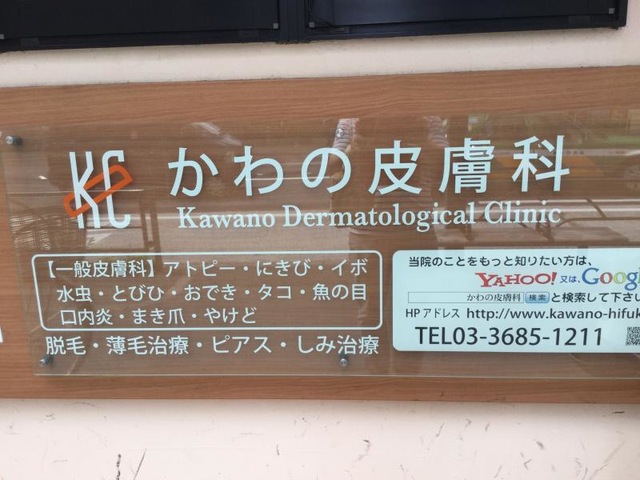 KC かわの皮膚科
Kawano Dermatological Clinic
【一般皮膚科】アトピー・にきび・イボ
水虫・とびひ・おでき・タコ・魚の目
口内炎・まき爪・やけど
脱毛・薄毛治療・ピアス・しみ治療
当院のことをもっと知りたい方は、
YAHOO! 又は、Google
かわの皮膚科 検索 と検索して下さ
HPアドレス http://www.kawano-hifuk
TEL03-3685-1211